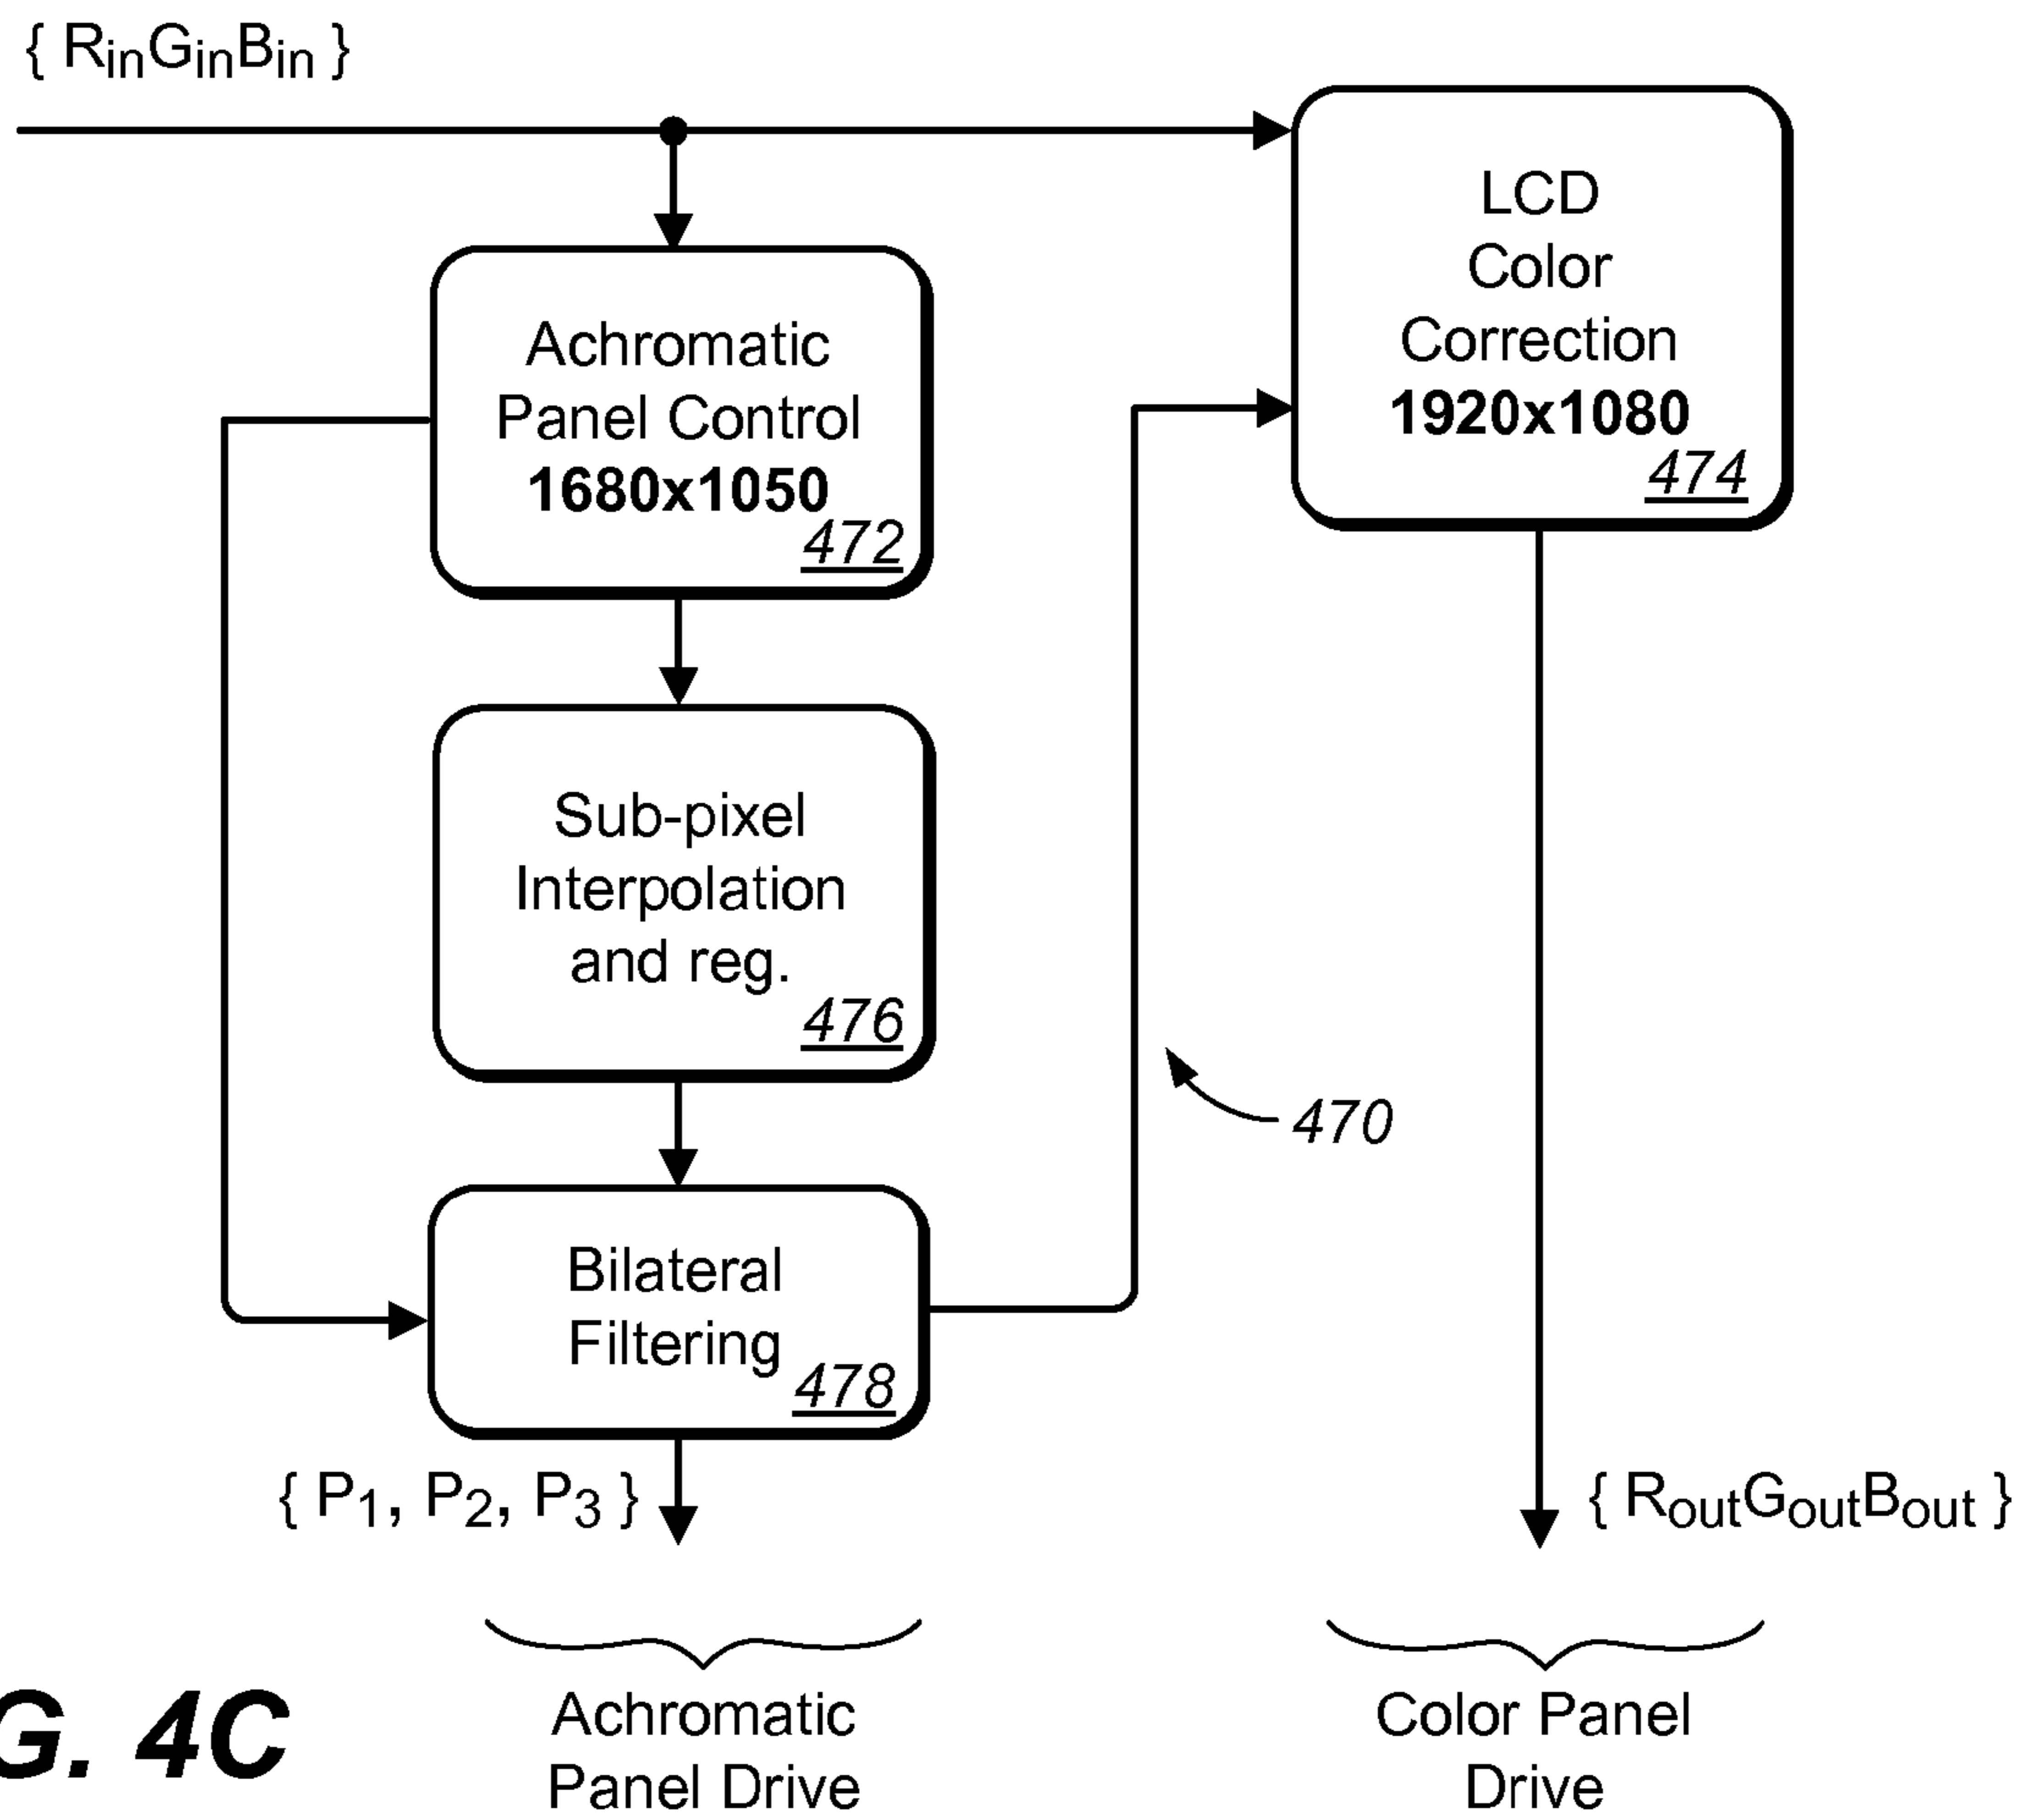 { RinGinBin }
LCD
Color
Correction
1920x1080
474
Achromatic
Panel Control
1680x1050
472
Sub-pixel
Interpolation
and reg.
476
470
Bilateral
Filtering
478
{ P1, P2, P3 }
{ RoutGoutBout }
G. 4C
Achromatic
Panel Drive
Color Panel
Drive